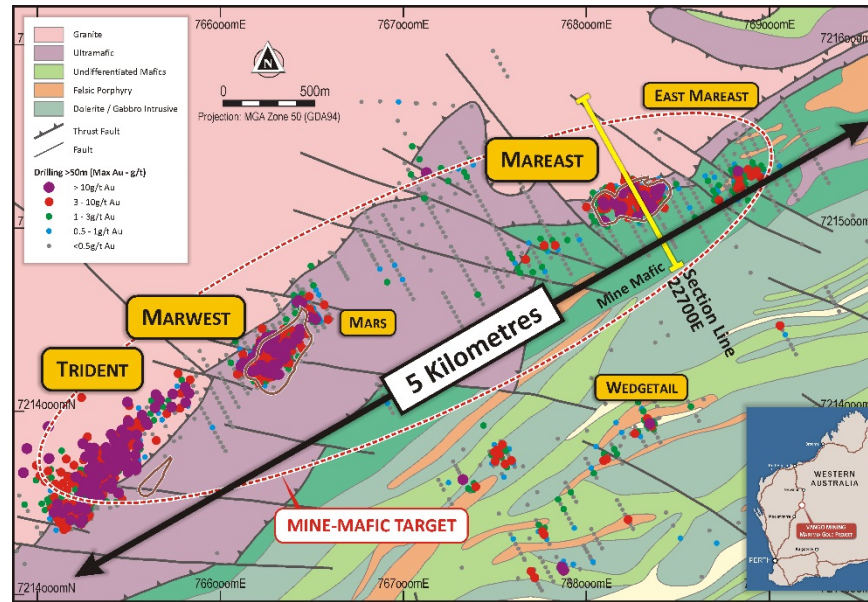 766000mE
767000mE
768000mE
769000mE
Granite
Ultramafic
Undifferentiated Mafics
Felsic Porphyry
Dolerite / Gabbro Intrusive
Thrust Fault
Fault
Drilling >50m (Max Au - g/t)
> 10g/t Au
3 - 10g/t Au
1 - 3g/t Au
0.5 - 1g/t Au
<0.5g/t Au
N
0
500m
Projection: MGA Zone 50 (GDA94)
EAST MAREAST
MAREAST
7215000mN
Mine Mafic
Section Line
22700E
MARWEST
MARS
TRIDENT
5 Kilometres
WEDGETAIL
7214000mN
MINE-MAFIC TARGET
WESTERN
AUSTRALIA
VANGO MINING
PERTH
7214000mN
766000mE
767000mE
768000mE